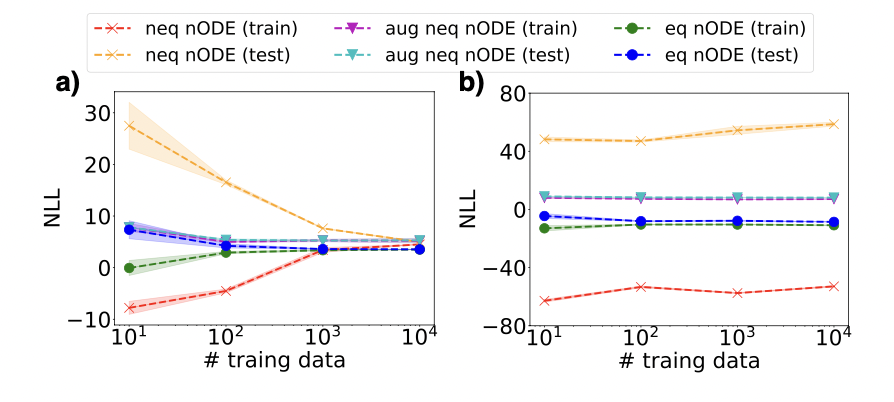 neq nODE (train) aug neq nODE (train) eq nODE (train)
neq nODE (test) aug neq nODE (test) eq nODE (test)
a)
30
20
10
0
−10
NLL
10¹ 10² 10³ 10⁴
# traing data
b)
80
40
0
−40
−80
NLL
10¹ 10² 10³ 10⁴
# traing data